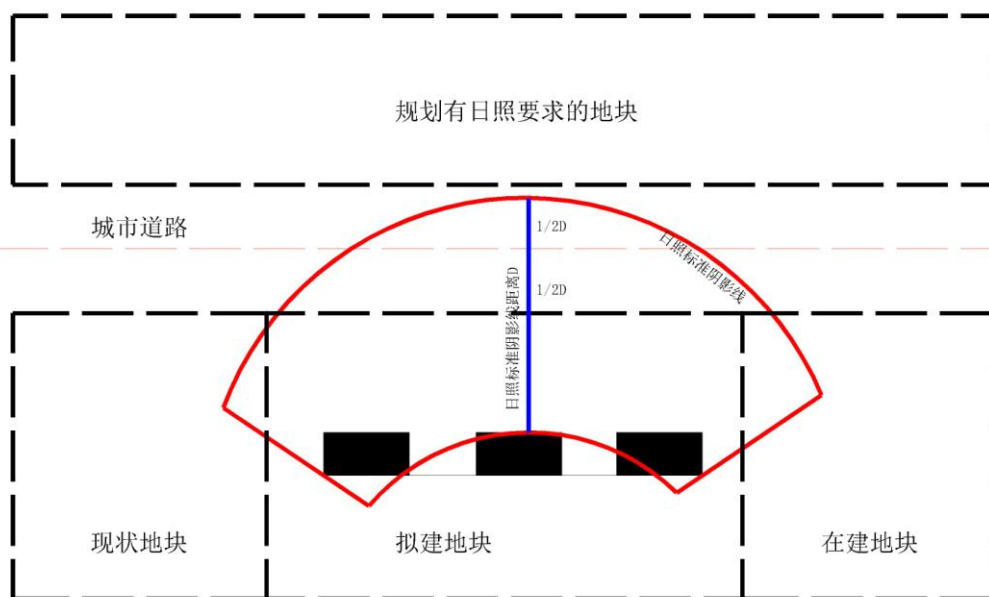 规划有日照要求的地块
城市道路
1/2D
日照标准阴影线
1/2D
日照标准阴影线距离D
现状地块
拟建地块
在建地块